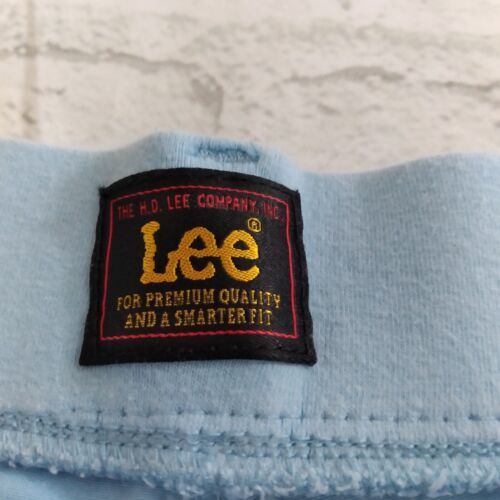 THE H.D. LEE COMPANY, INC.
Lee®
FOR PREMIUM QUALITY
AND A SMARTER FIT